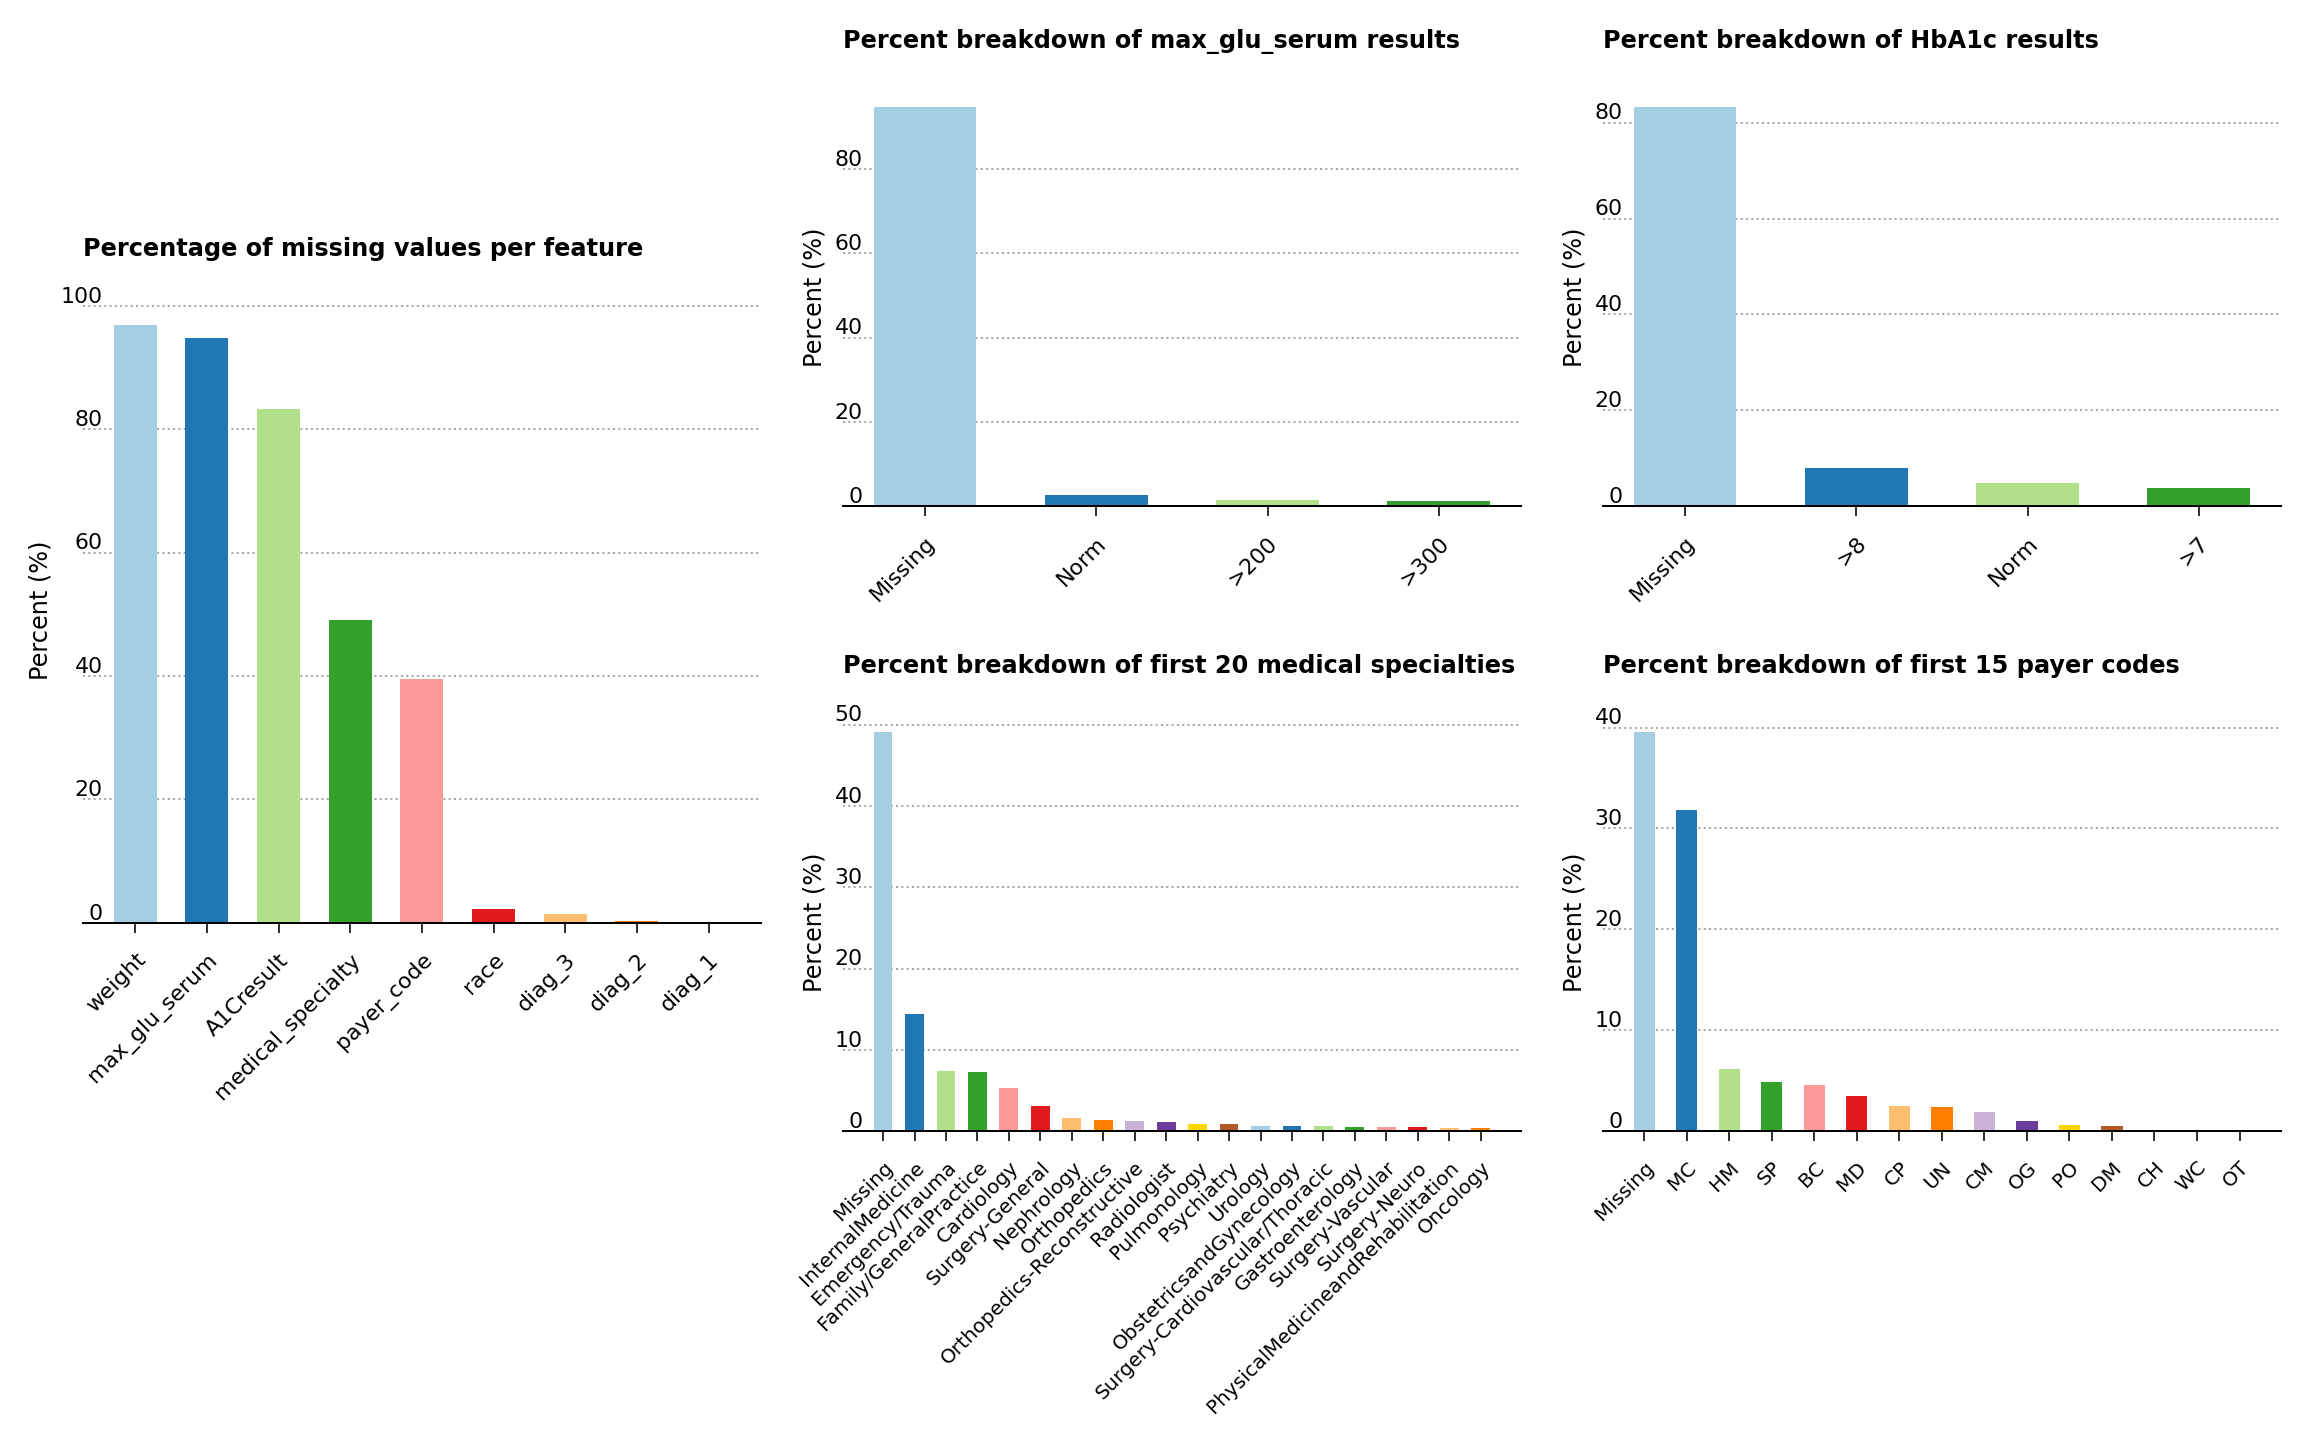 Percentage of missing values per feature
Percent (%)
100
80
60
40
20
0
weight
max_glu_serum
A1Cresult
medical_specialty
payer_code
race
diag_3
diag_2
diag_1
Percent breakdown of max_glu_serum results
Percent (%)
80
60
40
20
0
Missing
Norm
>200
>300
Percent breakdown of HbA1c results
Percent (%)
80
60
40
20
0
Missing
>8
Norm
>7
Percent breakdown of first 20 medical specialties
Percent (%)
50
40
30
20
10
0
Missing
InternalMedicine
Emergency/Trauma
Family/GeneralPractice
Cardiology
Surgery-General
Nephrology
Orthopedics
Orthopedics-Reconstructive
Radiologist
Pulmonology
Psychiatry
Urology
ObstetricsandGynecology
Surgery-Cardiovascular/Thoracic
Gastroenterology
Surgery-Vascular
Surgery-Neuro
PhysicalMedicineandRehabilitation
Oncology
Percent breakdown of first 15 payer codes
Percent (%)
40
30
20
10
0
Missing
MC
HM
SP
BC
MD
CP
UN
CM
OG
PO
DM
CH
WC
OT